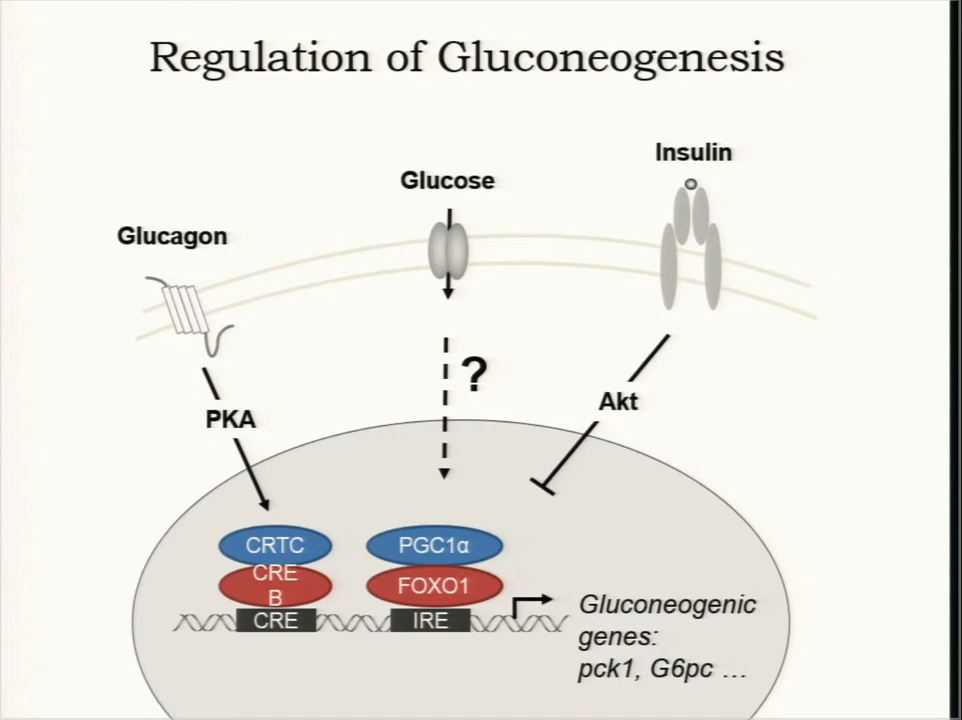 Regulation of Gluconeogenesis
Insulin
Glucose
Glucagon
?
Akt
PKA
CRTC
PGC1α
CRE
B
FOXO1
CRE
IRE
Gluconeogenic
genes:
pck1, G6pc ...